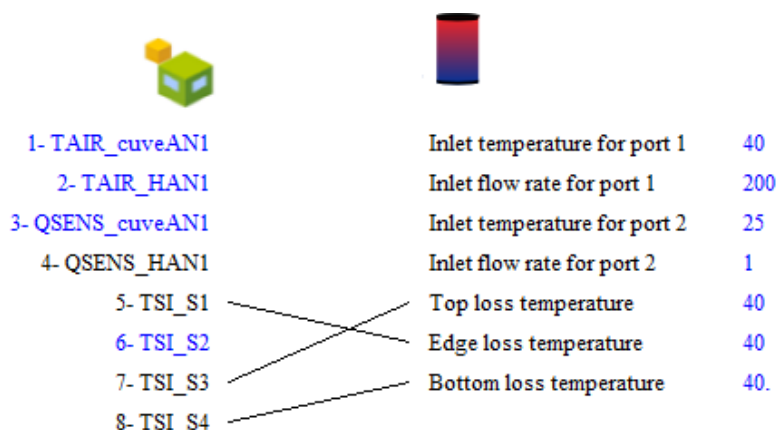 1- TAIR_cuveAN1 Inlet temperature for port 1 40
2- TAIR_HAN1 Inlet flow rate for port 1 200
3- QSENS_cuveAN1 Inlet temperature for port 2 25
4- QSENS_HAN1 Inlet flow rate for port 2 1
5- TSI_S1 Top loss temperature 40
6- TSI_S2 Edge loss temperature 40
7- TSI_S3 Bottom loss temperature 40.
8- TSI_S4